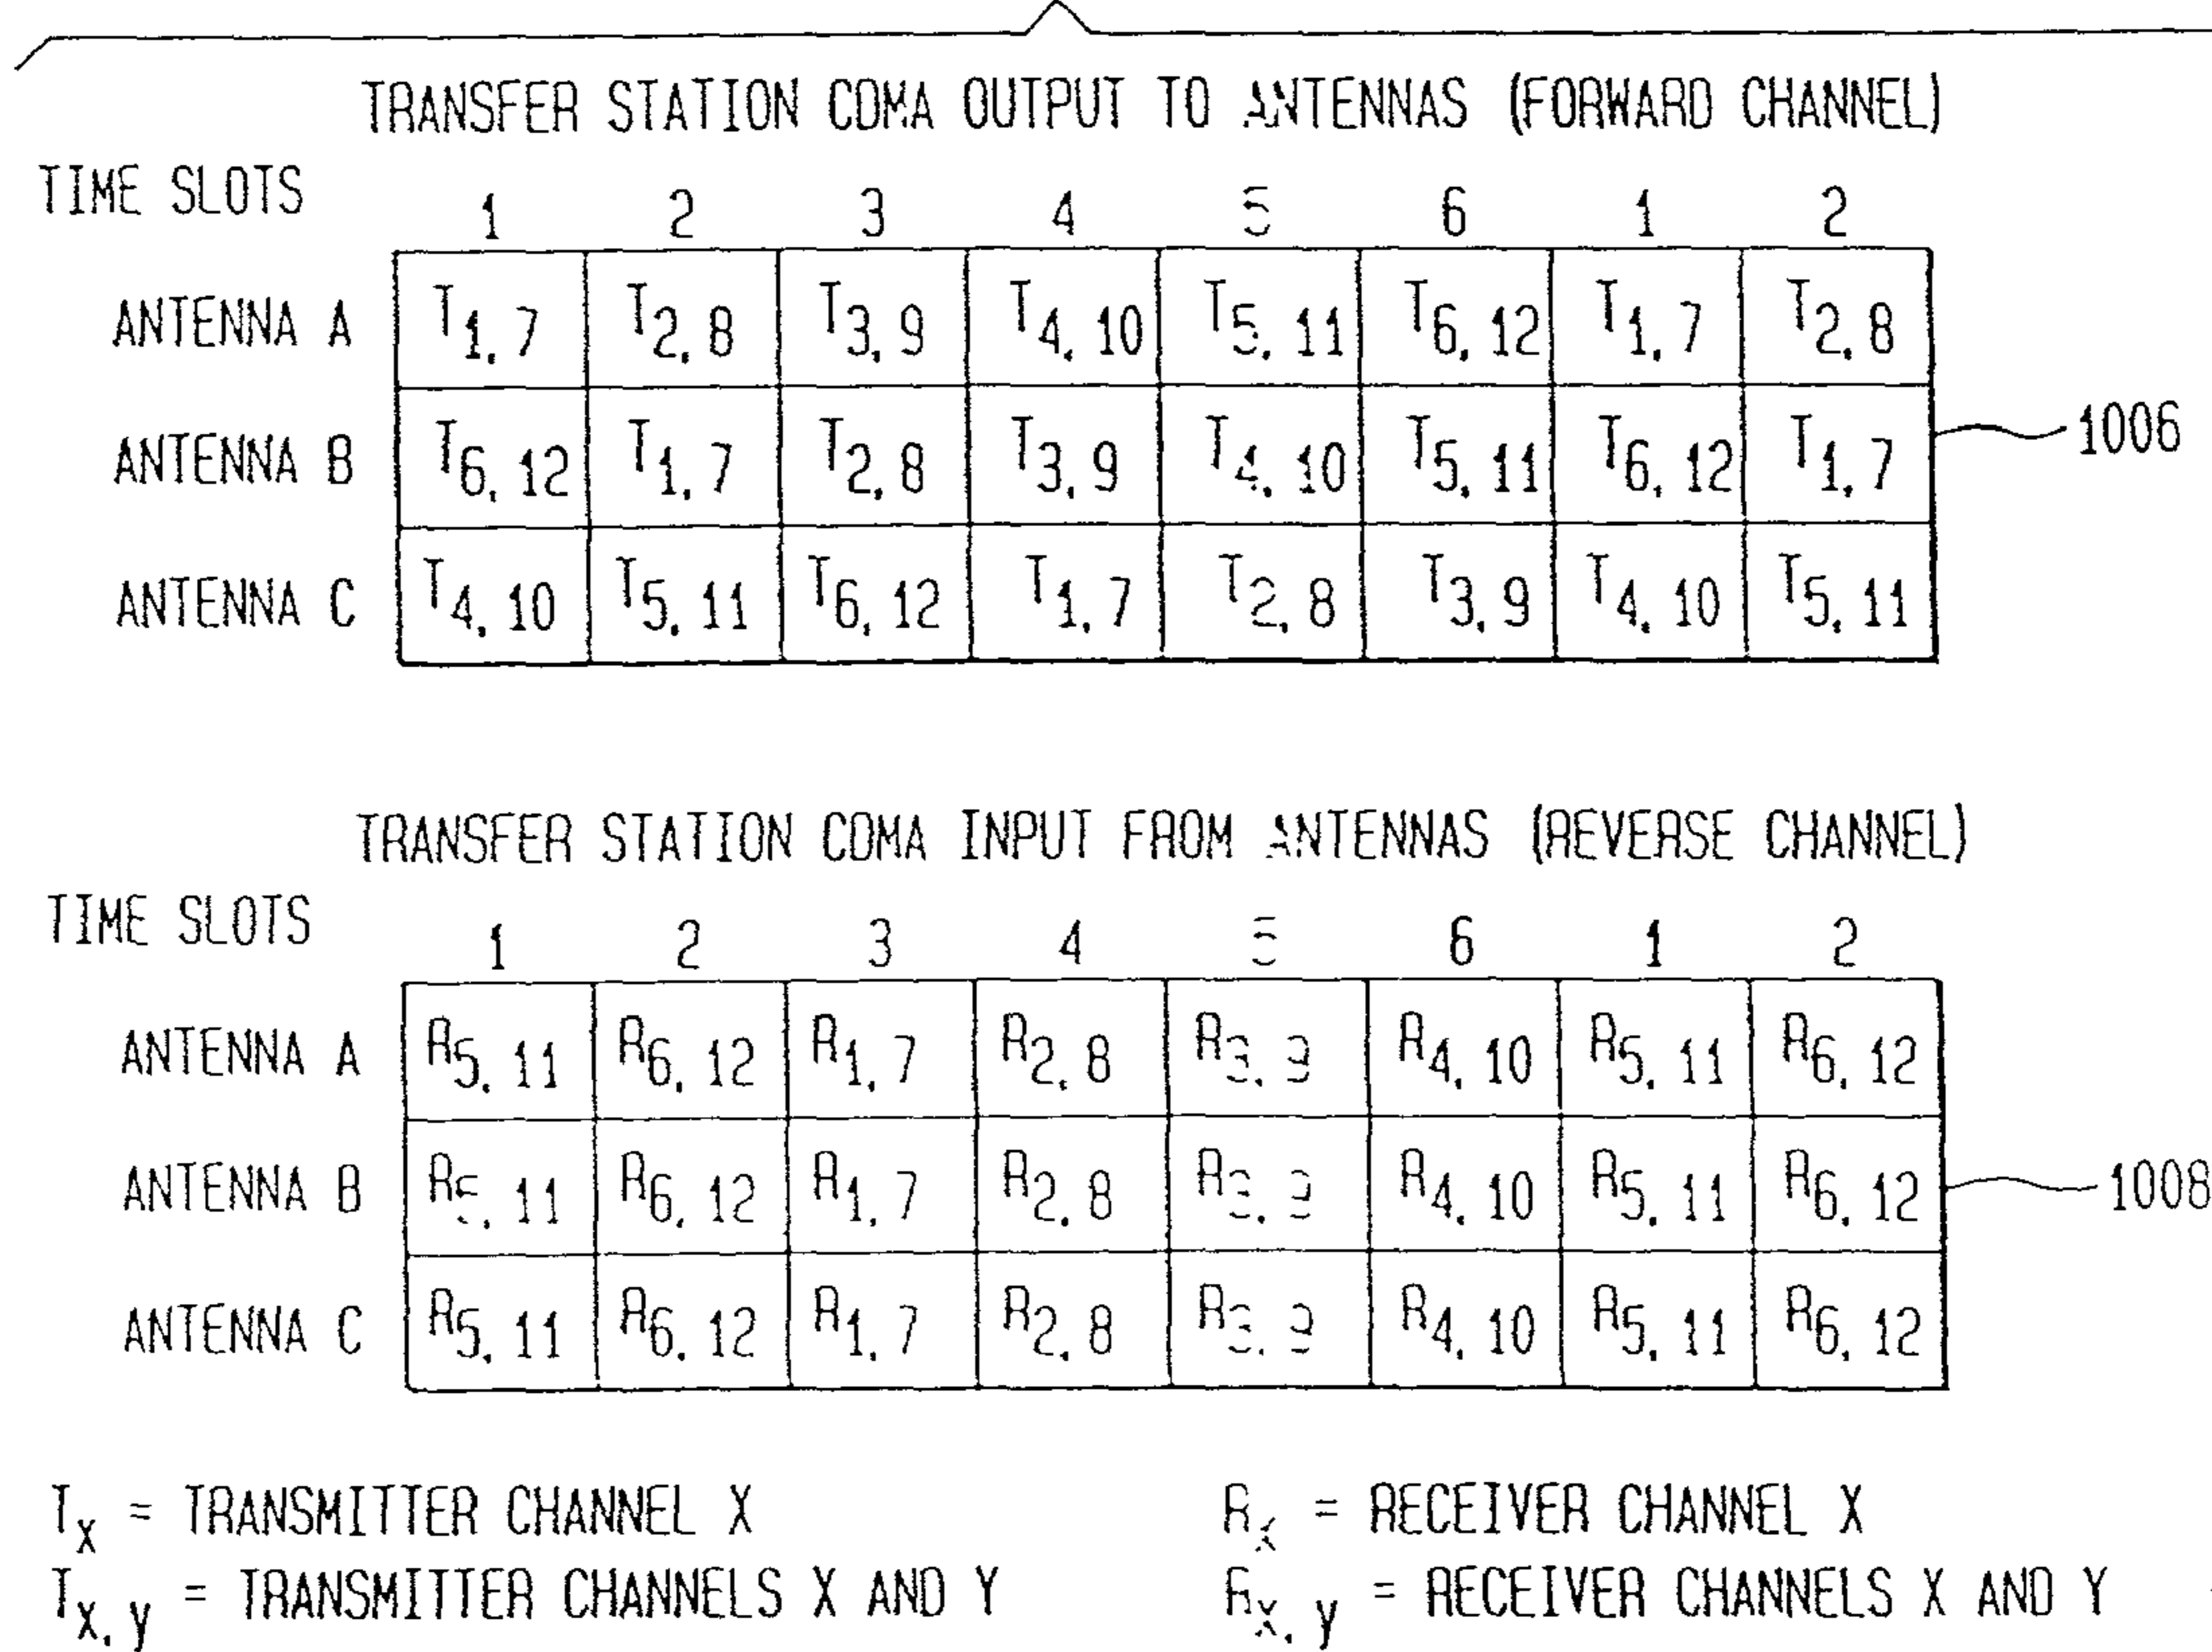 TRANSFER STATION CDMA OUTPUT TO ANTENNAS (FORWARD CHANNEL)
TIME SLOTS 1 2 3 4 5 6 1 2
ANTENNA A T1,7 T2,8 T3,9 T4,10 T5,11 T6,12 T1,7 T2,8
ANTENNA B T6,12 T1,7 T2,8 T3,9 T4,10 T5,11 T6,12 T1,7 1006
ANTENNA C T4,10 T5,11 T6,12 T1,7 T2,8 T3,9 T4,10 T5,11
TRANSFER STATION CDMA INPUT FROM ANTENNAS (REVERSE CHANNEL)
TIME SLOTS 1 2 3 4 5 6 1 2
ANTENNA A R5,11 R6,12 R1,7 R2,8 R3,9 R4,10 R5,11 R6,12
ANTENNA B R5,11 R6,12 R1,7 R2,8 R3,9 R4,10 R5,11 R6,12 1008
ANTENNA C R5,11 R6,12 R1,7 R2,8 R3,9 R4,10 R5,11 R6,12
Tx = TRANSMITTER CHANNEL X Rx = RECEIVER CHANNEL X
Tx,y = TRANSMITTER CHANNELS X AND Y Rx,y = RECEIVER CHANNELS X AND Y